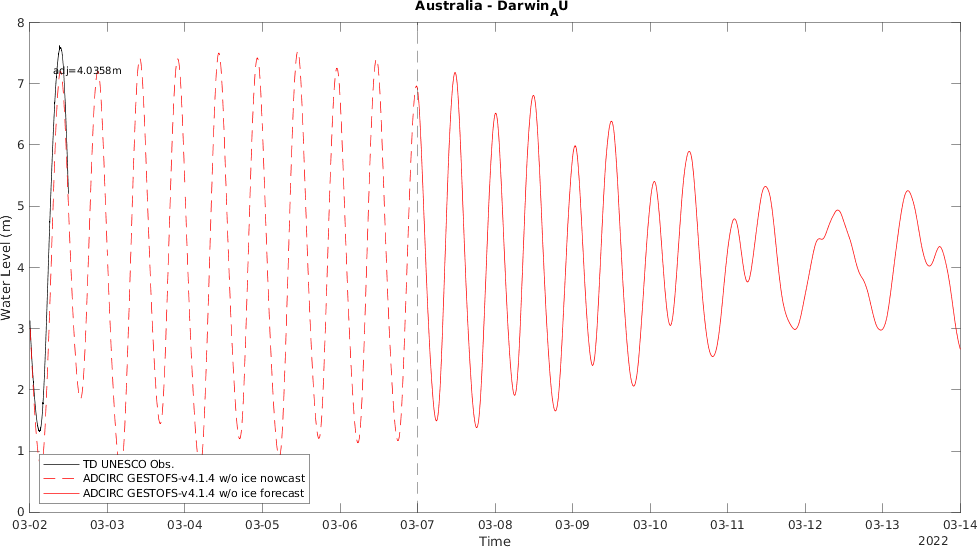 Australia - Darwin_AU
adj=4.0358m
Water Level (m)
8
7
6
5
4
3
2
1
0
TD UNESCO Obs.
ADCIRC GESTOFS-v4.1.4 w/o ice nowcast
ADCIRC GESTOFS-v4.1.4 w/o ice forecast
03-02 03-03 03-04 03-05 03-06 03-07 03-08 03-09 03-10 03-11 03-12 03-13 03-14
Time
2022